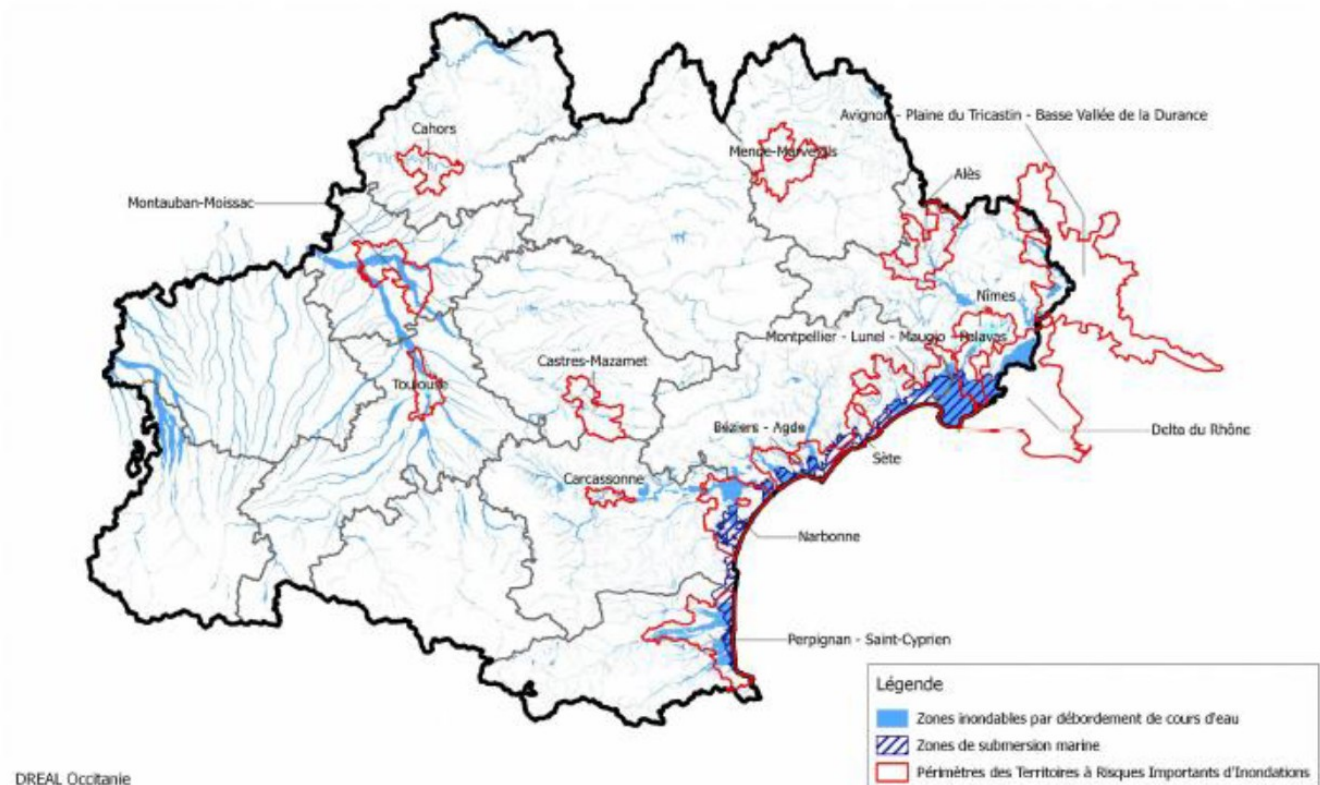 Cahors
Avignon - Plaine du Tricastin - Basse Vallée de la Durance
Mende-Marvejols
Alès
Montauban-Moissac
Nîmes
Montpellier - Lunel - Mauguio - Palavas
Castres-Mazamet
Toulouse
Béziers - Agde
Delta du Rhône
Sète
Carcassonne
Narbonne
Perpignan - Saint-Cyprien
Légende
Zones inondables par débordement de cours d'eau
Zones de submersion marine
Périmètres des Territoires à Risques Importants d'Inondations
DREAL Occitanie